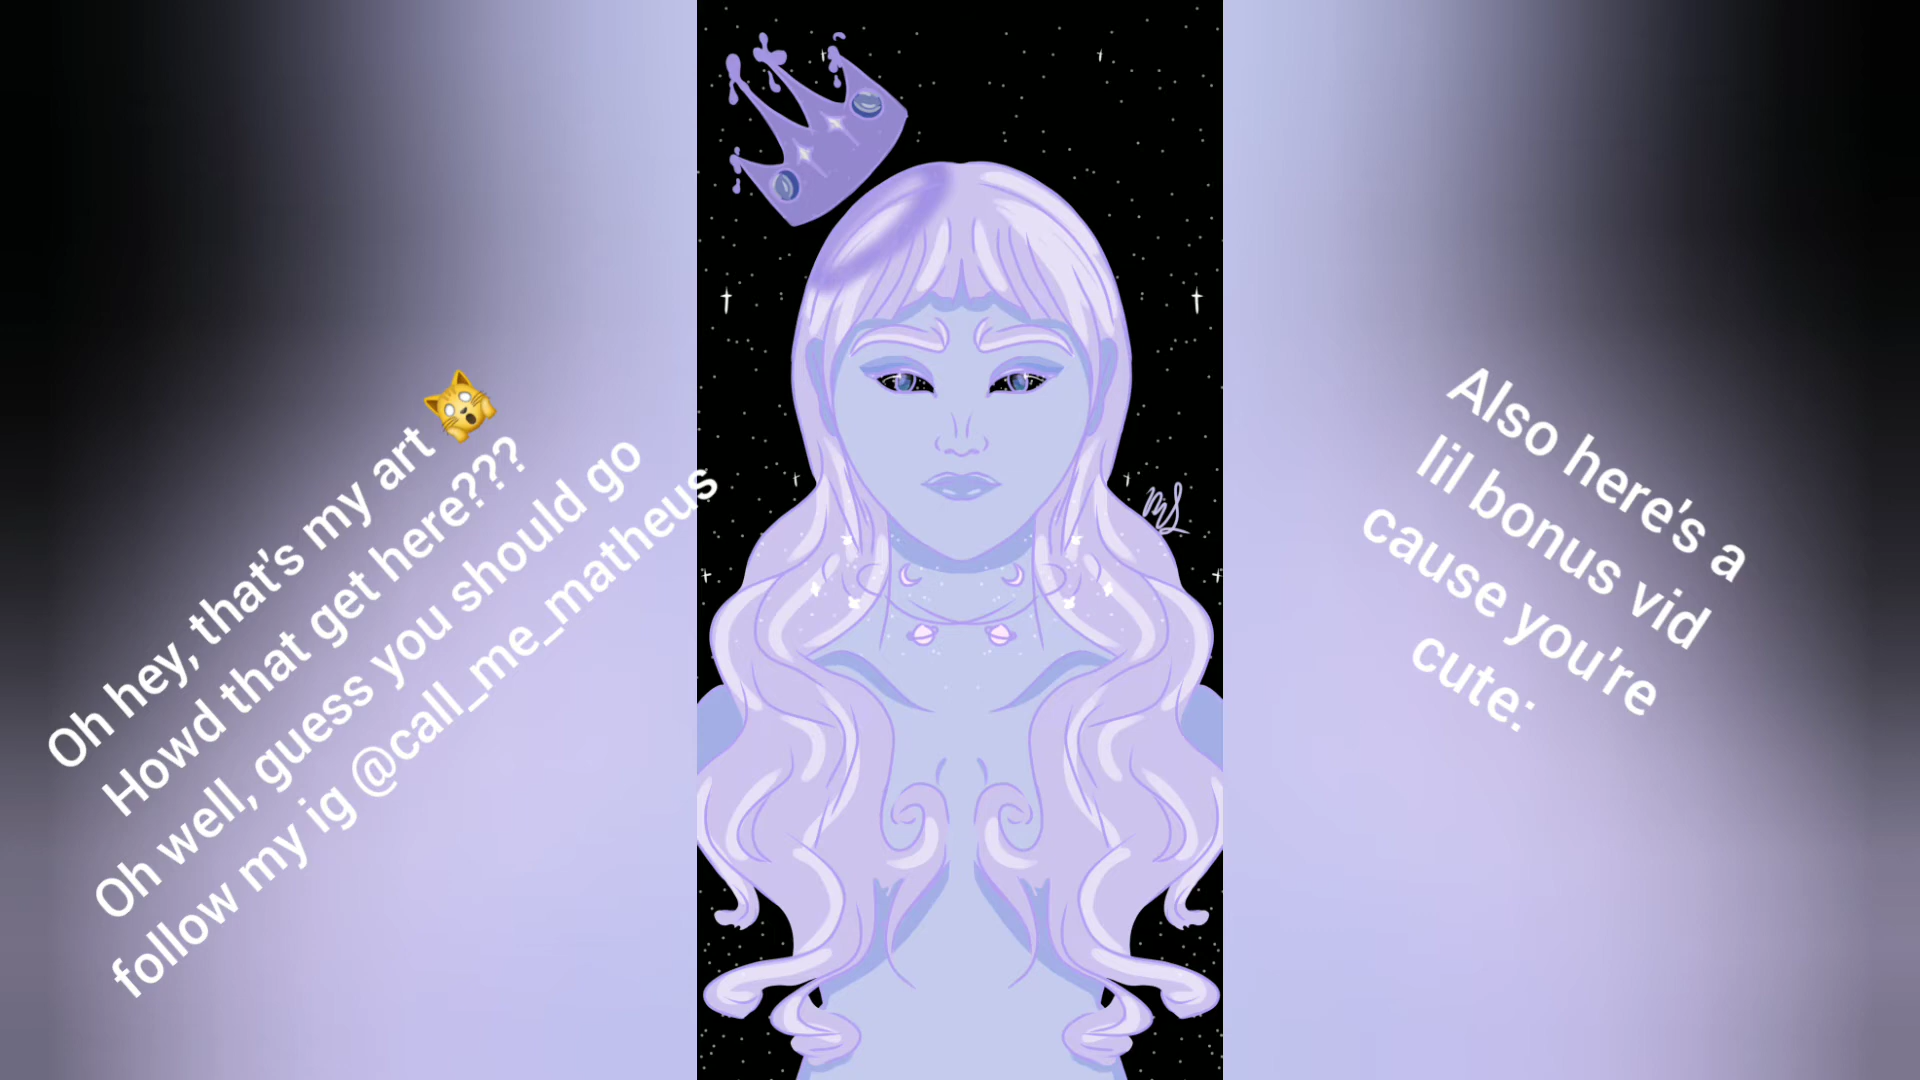 Oh hey, that's my art 🙀
Howd that get here???
Oh well, guess you should go
follow my ig @call_me_matheus
Also here's a
lil bonus vid
cause you're
cute: